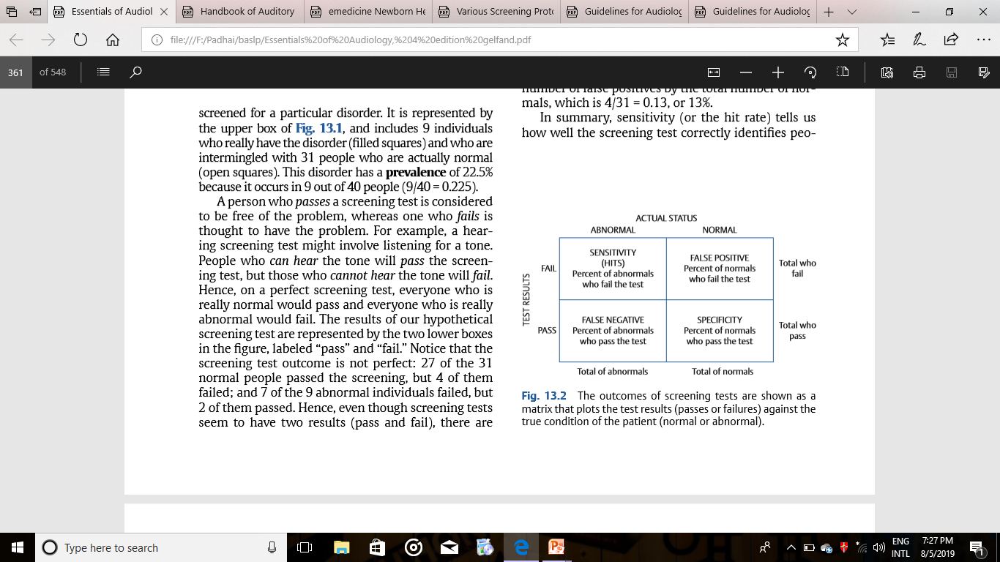 Essentials of Audiol
Handbook of Auditory
emedicine Newborn He
Various Screening Proto
Guidelines for Audiolog
Guidelines for Audiolog
file:///F:/Padhai/baslp/Essentials%20of%20Audiology,%204%20edition%20gelfand.pdf
361 of 548
screened for a particular disorder. It is represented by
the upper box of Fig. 13.1, and includes 9 individuals
who really have the disorder (filled squares) and who are
intermingled with 31 people who are actually normal
(open squares). This disorder has a prevalence of 22.5%
because it occurs in 9 out of 40 people (9/40 = 0.225).
A person who passes a screening test is considered
to be free of the problem, whereas one who fails is
thought to have the problem. For example, a hear-
ing screening test might involve listening for a tone.
People who can hear the tone will pass the screen-
ing test, but those who cannot hear the tone will fail.
Hence, on a perfect screening test, everyone who is
really normal would pass and everyone who is really
abnormal would fail. The results of our hypothetical
screening test are represented by the two lower boxes
in the figure, labeled “pass” and “fail.” Notice that the
screening test outcome is not perfect: 27 of the 31
normal people passed the screening, but 4 of them
failed; and 7 of the 9 abnormal individuals failed, but
2 of them passed. Hence, even though screening tests
seem to have two results (pass and fail), there are
number of false positives by the total number of nor-
mals, which is 4/31 = 0.13, or 13%.
In summary, sensitivity (or the hit rate) tells us
how well the screening test correctly identifies peo-
ACTUAL STATUS
ABNORMAL
NORMAL
TEST RESULTS
FAIL
SENSITIVITY
(HITS)
Percent of abnormals
who fail the test
FALSE POSITIVE
Percent of normals
who fail the test
Total who
fail
PASS
FALSE NEGATIVE
Percent of abnormals
who pass the test
SPECIFICITY
Percent of normals
who pass the test
Total who
pass
Total of abnormals
Total of normals
Fig. 13.2 The outcomes of screening tests are shown as a
matrix that plots the test results (passes or failures) against the
true condition of the patient (normal or abnormal).
Type here to search
ENG
INTL
7:27 PM
8/5/2019
1